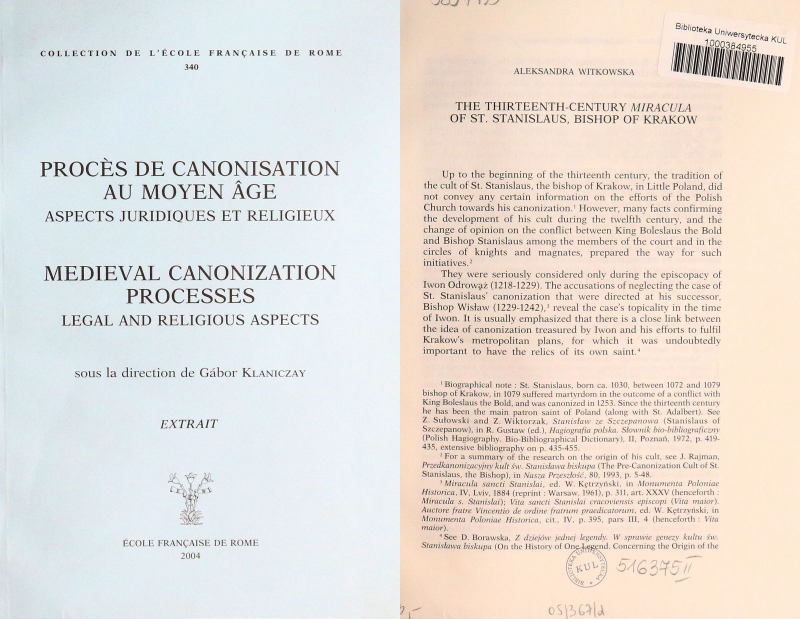 COLLECTION DE L'ÉCOLE FRANÇAISE DE ROME
340
PROCÈS DE CANONISATION
AU MOYEN ÂGE
ASPECTS JURIDIQUES ET RELIGIEUX
MEDIEVAL CANONIZATION
PROCESSES
LEGAL AND RELIGIOUS ASPECTS
sous la direction de Gábor KLANICZAY
EXTRAIT
ÉCOLE FRANÇAISE DE ROME
2004
Biblioteka Uniwersytecka KUL
1000384955
ALEKSANDRA WITKOWSKA
THE THIRTEENTH-CENTURY MIRACULA
OF ST. STANISLAUS, BISHOP OF KRAKOW
Up to the beginning of the thirteenth century, the tradition of
the cult of St. Stanislaus, the bishop of Krakow, in Little Poland, did
not convey any certain information on the efforts of the Polish
Church towards his canonization.¹ However, many facts confirming
the development of his cult during the twelfth century, and the
change of opinion on the conflict between King Boleslaus the Bold
and Bishop Stanislaus among the members of the court and in the
circles of knights and magnates, prepared the way for such
initiatives.²
They were seriously considered only during the episcopacy of
Iwon Odrowąż (1218-1229). The accusations of neglecting the case of
St. Stanislaus' canonization that were directed at his successor,
Bishop Wisław (1229-1242),³ reveal the case's topicality in the time
of Iwon. It is usually emphasized that there is a close link between
the idea of canonization treasured by Iwon and his efforts to fulfil
Krakow's metropolitan plans, for which it was undoubtedly
important to have the relics of its own saint.⁴
¹ Biographical note : St. Stanislaus, born ca. 1030, between 1072 and 1079
bishop of Krakow, in 1079 suffered martyrdom in the outcome of a conflict with
King Boleslaus the Bold, and was canonized in 1253. Since the thirteenth century
he has been the main patron saint of Poland (along with St. Adalbert). See
Z. Sułowski and Z. Wiktorzak, Stanisław ze Szczepanowa (Stanislaus of
Szczepanow), in R. Gustaw (ed.), Hagiografia polska. Słownik bio-bibliograficzny
(Polish Hagiography. Bio-Bibliographical Dictionary), II, Poznań, 1972, p. 419-
435, extensive bibliography on p. 435-455.
² For a summary of the research on the origin of his cult, see J. Rajman,
Przedkanonizacyjny kult św. Stanisława biskupa (The Pre-Canonization Cult of St.
Stanislaus, the Bishop), in Nasza Przeszłość, 80, 1993, p. 5-48.
³ Miracula sancti Stanislai, ed. W. Kętrzyński, in Monumenta Poloniae
Historica, IV, Lviv, 1884 (reprint : Warsaw, 1961), p. 311, art. XXXV (henceforth :
Miracula s. Stanislai); Vita sancti Stanislai cracoviensis episcopi (Vita maior).
Auctore fratre Vincentio de ordine fratrum praedicatorum, ed. W. Kętrzyński, in
Monumenta Poloniae Historica, cit., IV, p. 395, pars III, 4 (henceforth : Vita
maior).
⁴ See D. Borawska, Z dziejów jednej legendy. W sprawie genezy kultu św.
Stanisława biskupa (On the History of One Legend. Concerning the Origin of the
BIBLIOTEKA UNIWERSYTECKA
KUL
516375 II
05/367/1